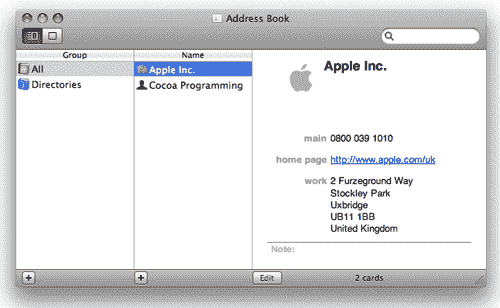 Address Book
Group
Name
All
Directories
Apple Inc.
Cocoa Programming
Apple Inc.
main 0800 039 1010
home page http://www.apple.com/uk
work 2 Furzeground Way
Stockley Park
Uxbridge
UB11 1BB
United Kingdom
Note:
+
+
Edit
2 cards